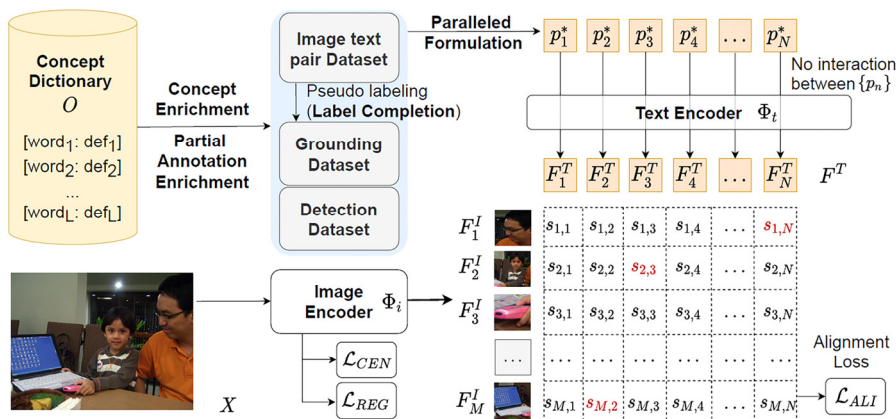 Concept
Dictionary
O
[word1: def1]
[word2: def2]
...
[wordL: defL]
Concept
Enrichment
Partial
Annotation
Enrichment
Image text
pair Dataset
Pseudo labeling
(Label Completion)
Grounding
Dataset
Detection
Dataset
Paralleled
Formulation
p*1 p*2 p*3 p*4 ... p*N
No interaction
between {pn}
Text Encoder Φt
F^T_1 F^T_2 F^T_3 F^T_4 ... F^T_N F^T
F^I_1 s1,1 s1,2 s1,3 s1,4 ... s1,N
F^I_2 s2,1 s2,2 s2,3 s2,4 ... s2,N
F^I_3 s3,1 s3,2 s3,3 s3,4 ... s3,N
... ... ... ... ... ... ...
F^I_M sM,1 sM,2 sM,3 sM,4 ... sM,N
X
Image
Encoder Φi
LCEN
LREG
Alignment
Loss
LALI